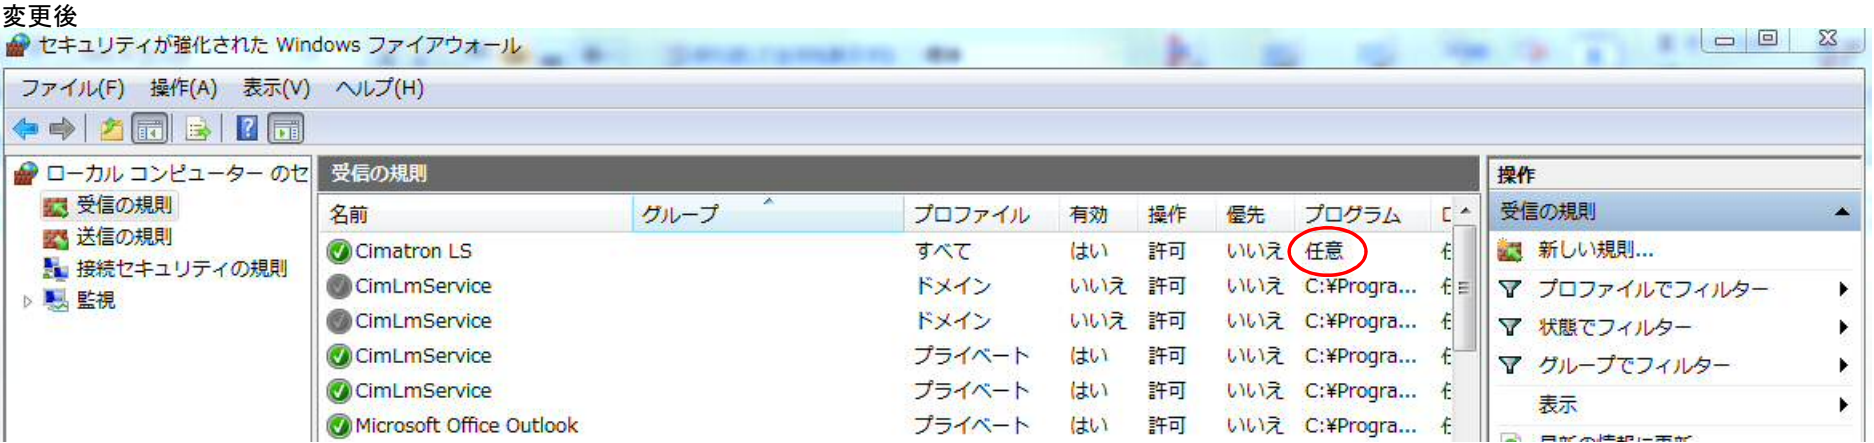 変更後
セキュリティが強化された Windows ファイアウォール
ファイル(F) 操作(A) 表示(V) ヘルプ(H)
ローカル コンピューター のセ
受信の規則
送信の規則
接続セキュリティの規則
監視
受信の規則
名前 グループ プロファイル 有効 操作 優先 プログラム
Cimatron LS すべて はい 許可 いいえ 任意
CimLmService ドメイン いいえ 許可 いいえ C:¥Progra...
CimLmService ドメイン いいえ 許可 いいえ C:¥Progra...
CimLmService プライベート はい 許可 いいえ C:¥Progra...
CimLmService プライベート はい 許可 いいえ C:¥Progra...
Microsoft Office Outlook プライベート はい 許可 いいえ C:¥Progra...
操作
受信の規則
新しい規則...
プロファイルでフィルター
状態でフィルター
グループでフィルター
表示
最新の情報に更新